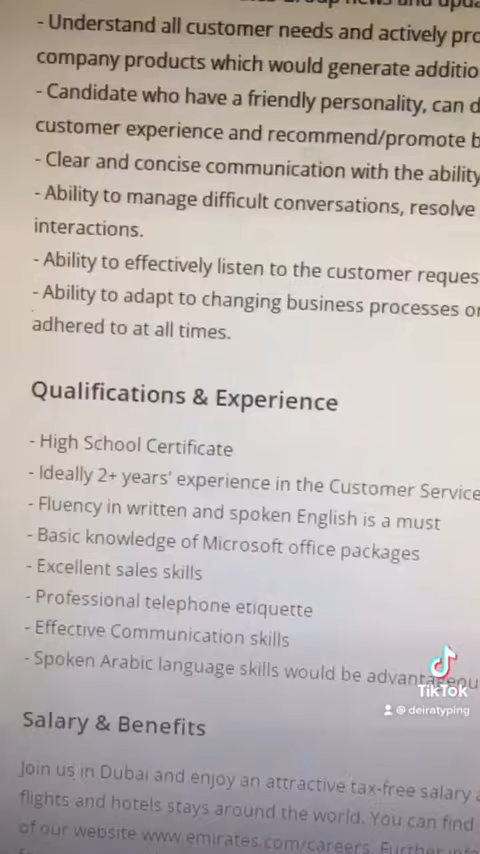 Group news and upda
- Understand all customer needs and actively pro
company products which would generate additio
- Candidate who have a friendly personality, can d
customer experience and recommend/promote b
- Clear and concise communication with the ability
- Ability to manage difficult conversations, resolve
interactions.
- Ability to effectively listen to the customer reques
- Ability to adapt to changing business processes or
adhered to at all times.
Qualifications & Experience
- High School Certificate
- Ideally 2+ years' experience in the Customer Service
- Fluency in written and spoken English is a must
- Basic knowledge of Microsoft office packages
- Excellent sales skills
- Professional telephone etiquette
- Effective Communication skills
- Spoken Arabic language skills would be advantageou
TikTok
@ deiratyping
Salary & Benefits
Join us in Dubai and enjoy an attractive tax-free salary a
flights and hotels stays around the world. You can find
of our website www.emirates.com/careers. Further info